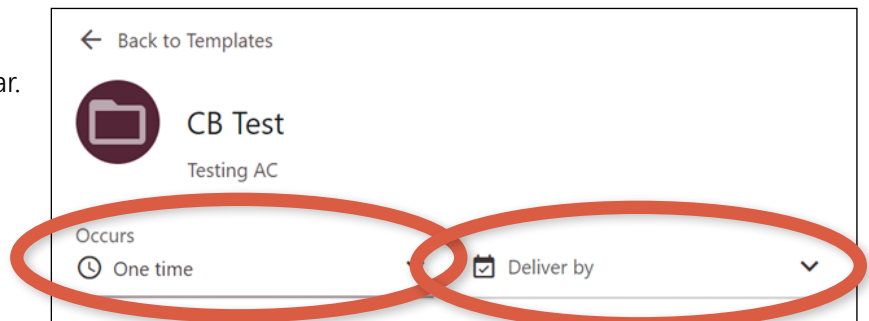 ar.
Back to Templates
CB Test
Testing AC
Occurs
One time
Deliver by